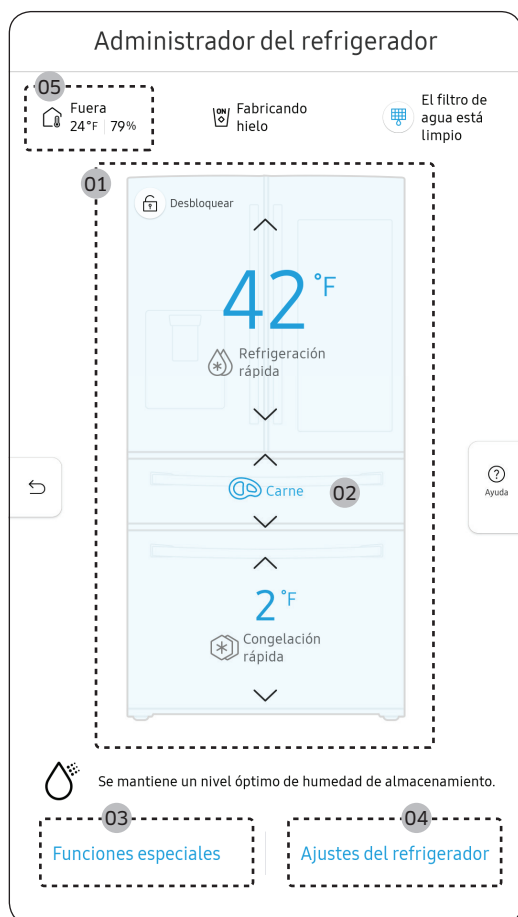 Administrador del refrigerador
05
Fuera
24°F | 79%
ON
Fabricando
hielo
El filtro de
agua está
limpio
01
Desbloquear
42°F
Refrigeración
rápida
Carne
02
Ayuda
2°F
Congelación
rápida
Se mantiene un nivel óptimo de humedad de almacenamiento.
03
Funciones especiales
04
Ajustes del refrigerador